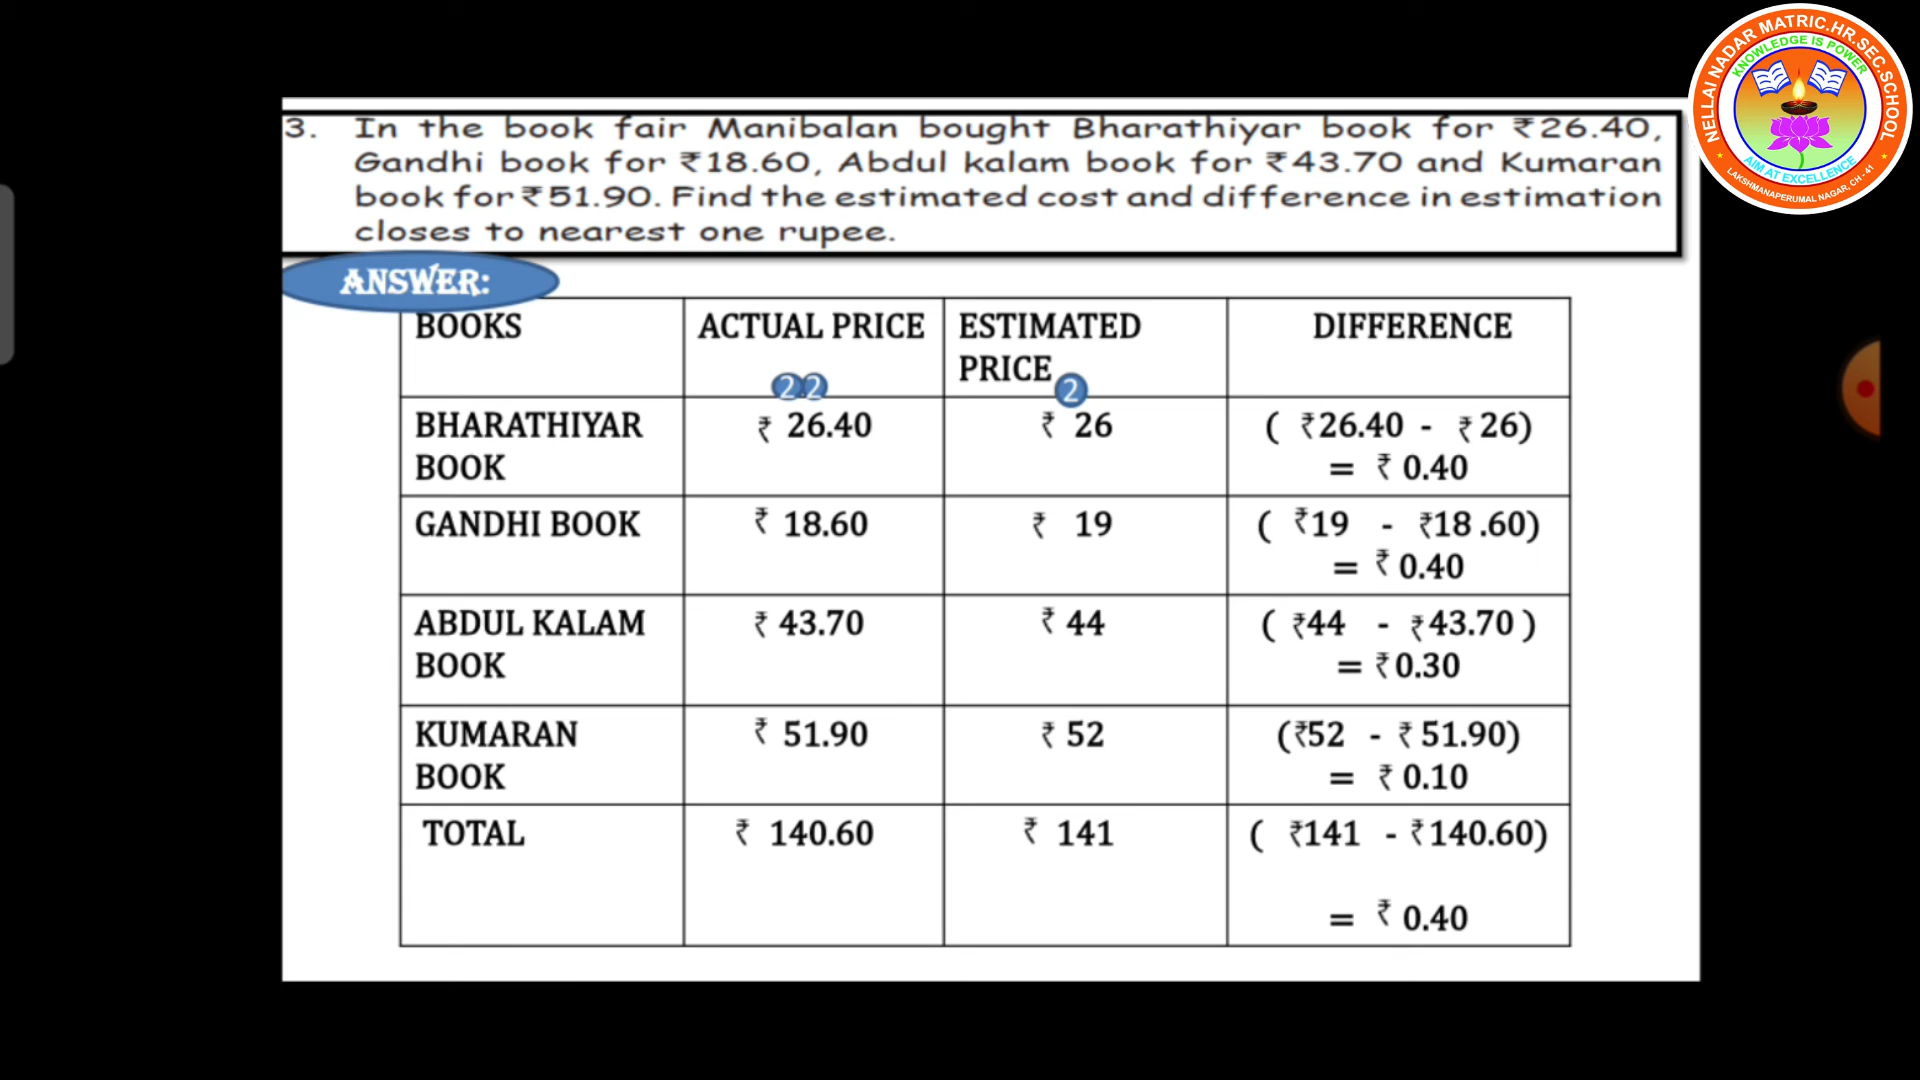 NELLAI NADAR MATRIC.HR.SEC.SCHOOL
KNOWLEDGE IS POWER
AIM AT EXCELLENCE
LAKSHMANAPERUMAL NAGAR, CH - 41
3. In the book fair Manibalan bought Bharathiyar book for ₹26.40,
Gandhi book for ₹18.60, Abdul kalam book for ₹43.70 and Kumaran
book for ₹51.90. Find the estimated cost and difference in estimation
closes to nearest one rupee.
ANSWER:
BOOKS ACTUAL PRICE ESTIMATED DIFFERENCE
PRICE
2 2 2
BHARATHIYAR ₹ 26.40 ₹ 26 ( ₹26.40 - ₹26)
BOOK = ₹ 0.40
GANDHI BOOK ₹ 18.60 ₹ 19 ( ₹19 - ₹18 .60)
= ₹ 0.40
ABDUL KALAM ₹ 43.70 ₹ 44 ( ₹44 - ₹43.70 )
BOOK = ₹0.30
KUMARAN ₹ 51.90 ₹ 52 (₹52 - ₹ 51.90)
BOOK = ₹ 0.10
TOTAL ₹ 140.60 ₹ 141 ( ₹141 - ₹140.60)
= ₹ 0.40